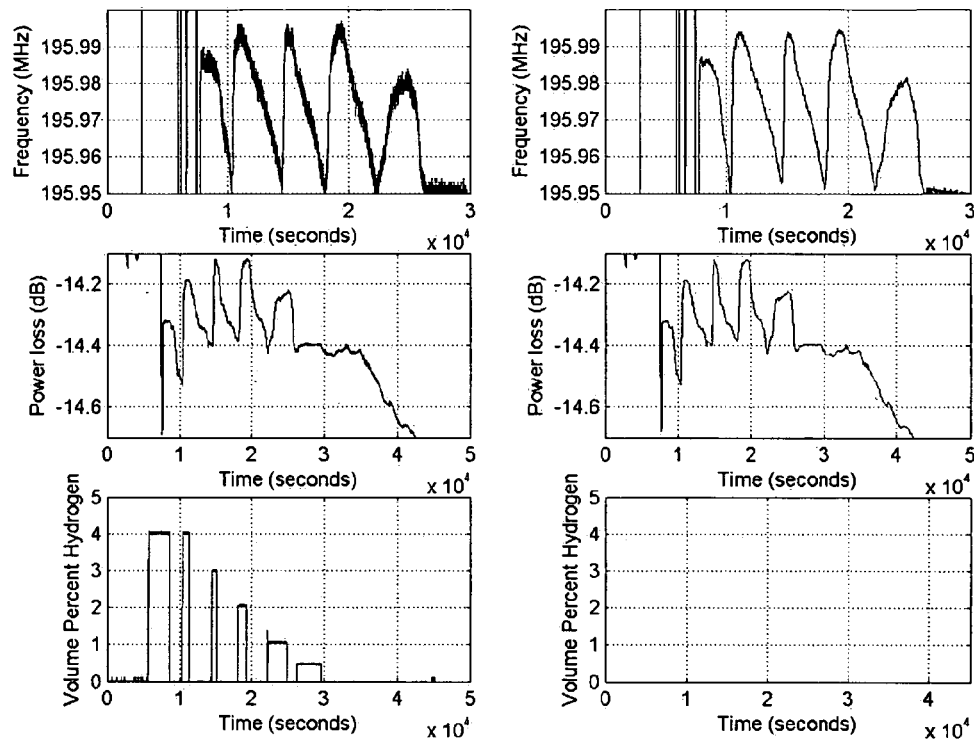 Frequency (MHz)
195.99
195.98
195.97
195.96
195.95
0 1 2 3
Time (seconds)
x 10^4
Frequency (MHz)
195.99
195.98
195.97
195.96
195.95
0 1 2 3
Time (seconds)
x 10^4
Power loss (dB)
-14.2
-14.4
-14.6
0 1 2 3 4 5
Time (seconds)
x 10^4
Power loss (dB)
-14.2
-14.4
-14.6
0 1 2 3 4 5
Time (seconds)
x 10^4
Volume Percent Hydrogen
5
4
3
2
1
0
0 1 2 3 4 5
Time (seconds)
x 10^4
Volume Percent Hydrogen
5
4
3
2
1
0
0 1 2 3 4
Time (seconds)
x 10^4